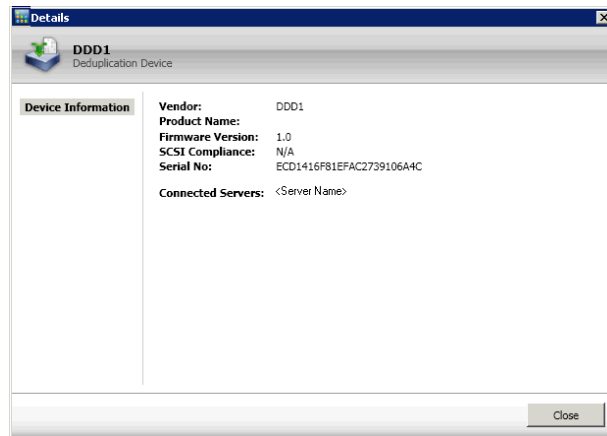 Details
DDD1
Deduplication Device
Device Information
Vendor: DDD1
Product Name:
Firmware Version: 1.0
SCSI Compliance: N/A
Serial No: ECD1416F81EFAC2739106A4C
Connected Servers: <Server Name>
Close